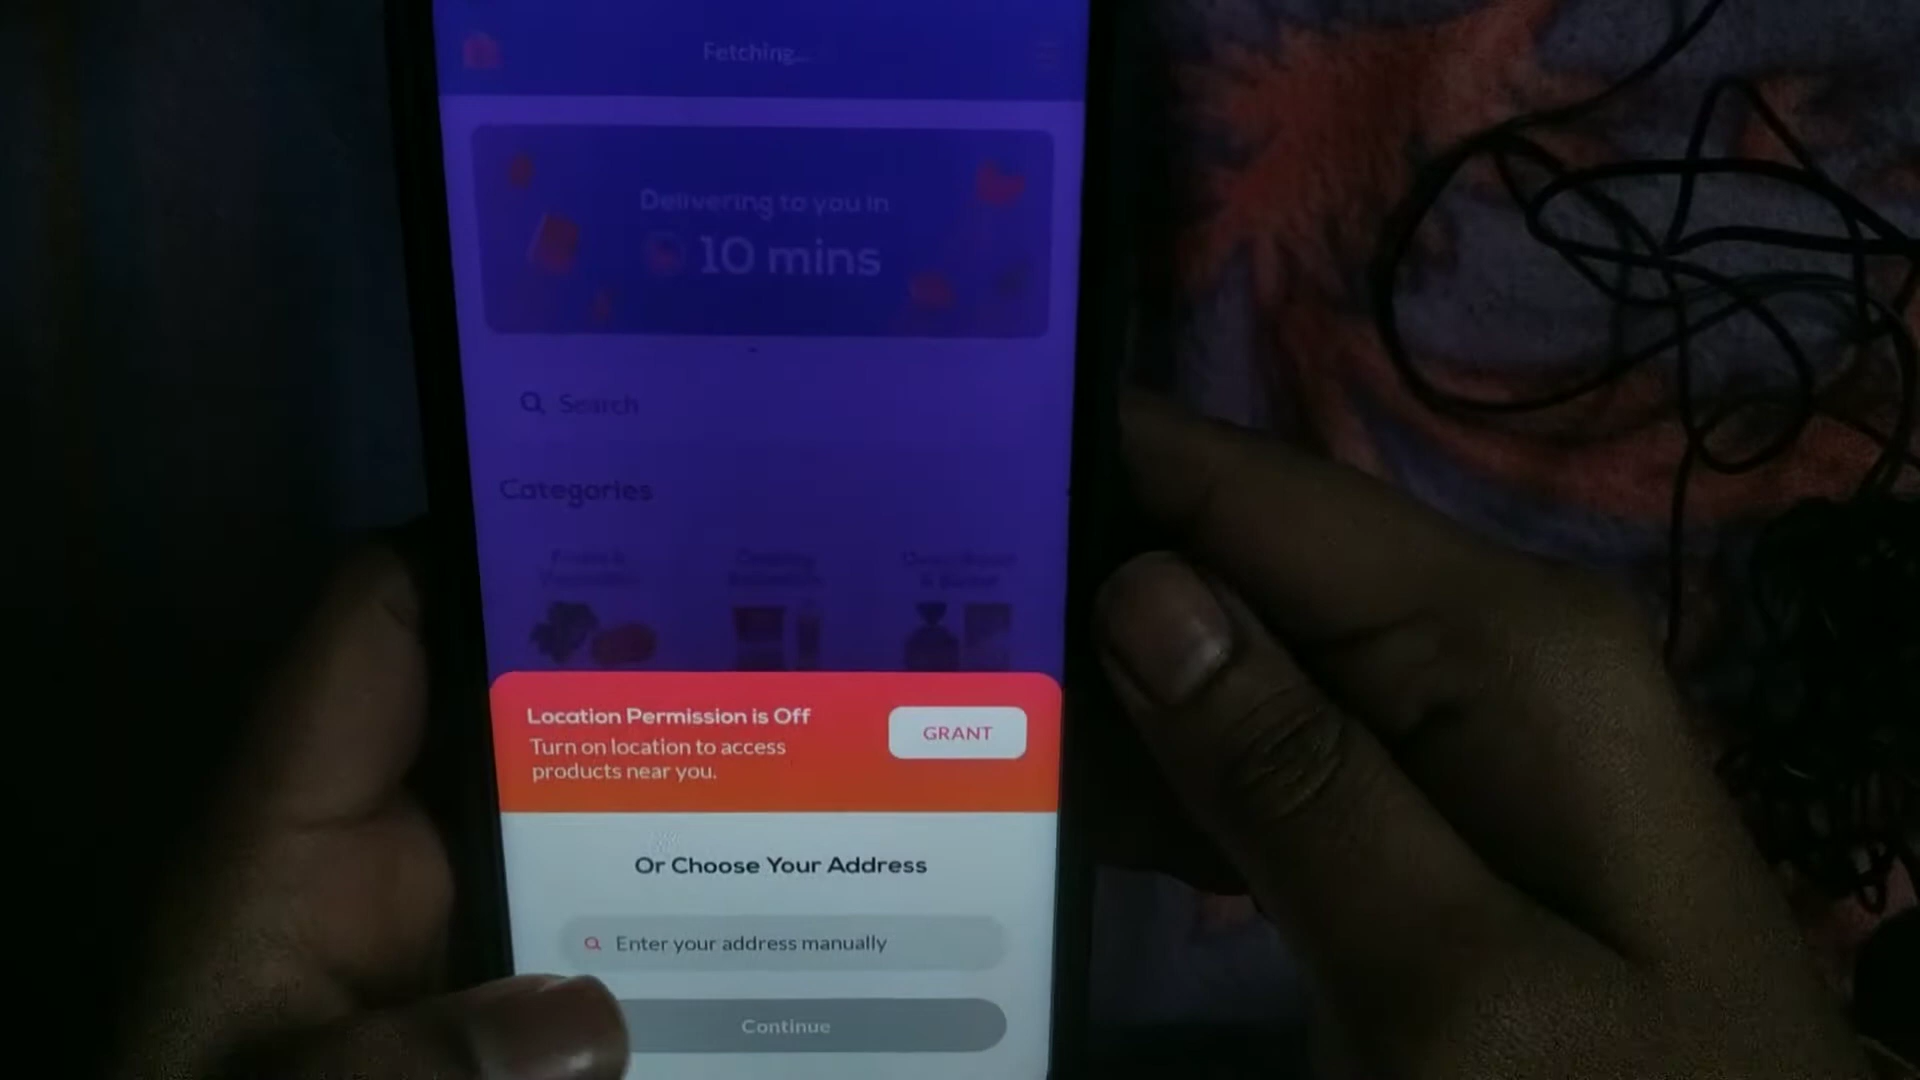 Fetching...
Delivering to you in
10 mins
Search
Categories
Location Permission is Off
Turn on location to access
products near you.
GRANT
Or Choose Your Address
Enter your address manually
Continue